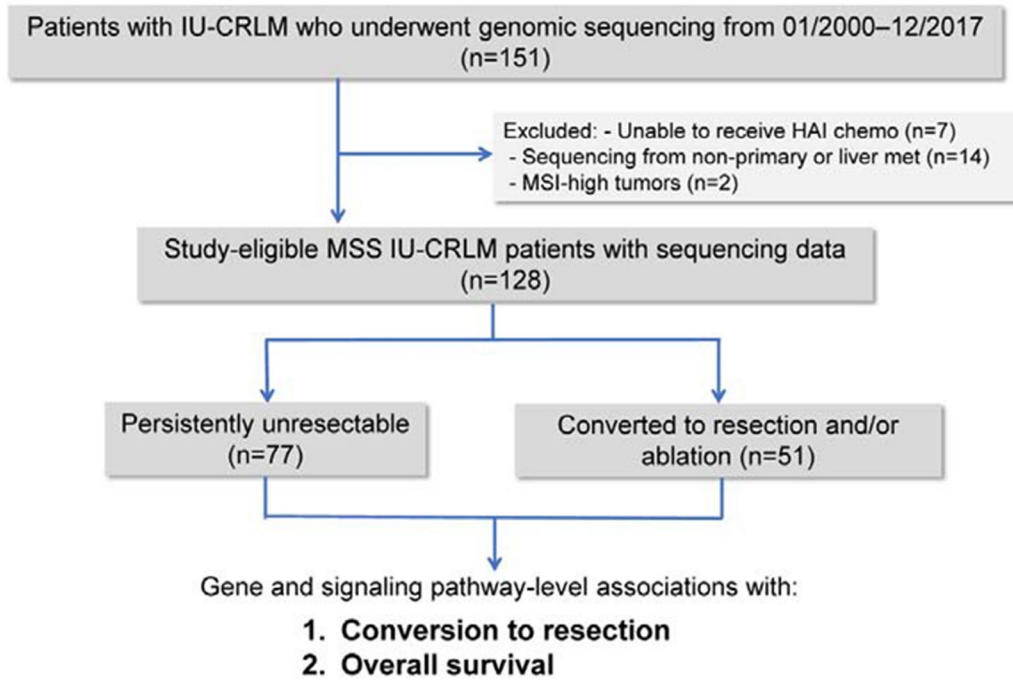 Patients with IU-CRLM who underwent genomic sequencing from 01/2000–12/2017
(n=151)
Excluded: - Unable to receive HAI chemo (n=7)
- Sequencing from non-primary or liver met (n=14)
- MSI-high tumors (n=2)
Study-eligible MSS IU-CRLM patients with sequencing data
(n=128)
Persistently unresectable
(n=77)
Converted to resection and/or
ablation (n=51)
Gene and signaling pathway-level associations with:
1. Conversion to resection
2. Overall survival